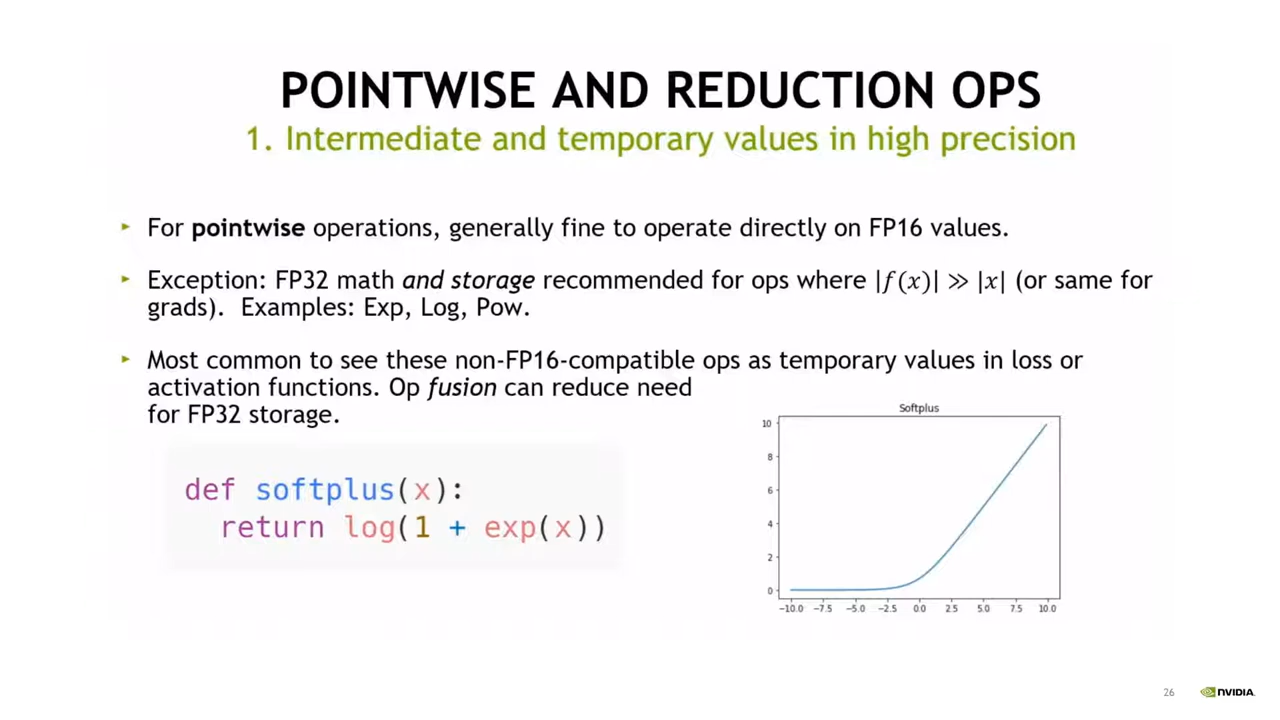 POINTWISE AND REDUCTION OPS
1. Intermediate and temporary values in high precision
▸ For pointwise operations, generally fine to operate directly on FP16 values.
▸ Exception: FP32 math and storage recommended for ops where |f(x)| ≫ |x| (or same for
grads). Examples: Exp, Log, Pow.
▸ Most common to see these non-FP16-compatible ops as temporary values in loss or
activation functions. Op fusion can reduce need
for FP32 storage.
def softplus(x):
return log(1 + exp(x))
Softplus
10
8
6
4
2
0
−10.0 −7.5 −5.0 −2.5 0.0 2.5 5.0 7.5 10.0
26 NVIDIA.